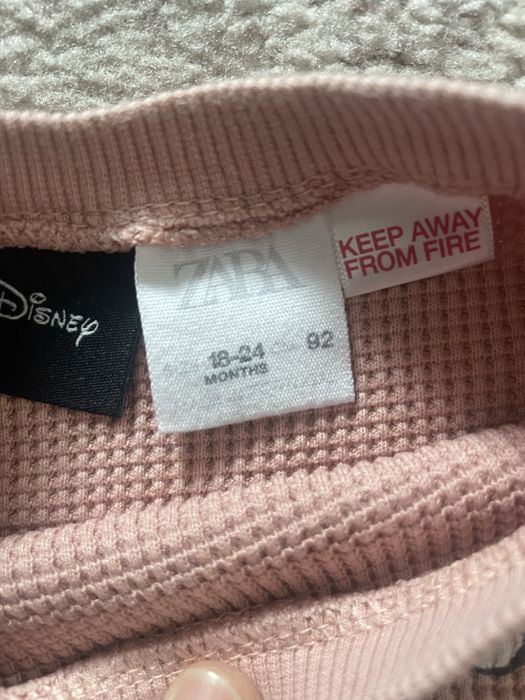 Disney
ZARA
18-24 92
MONTHS
KEEP AWAY
FROM FIRE